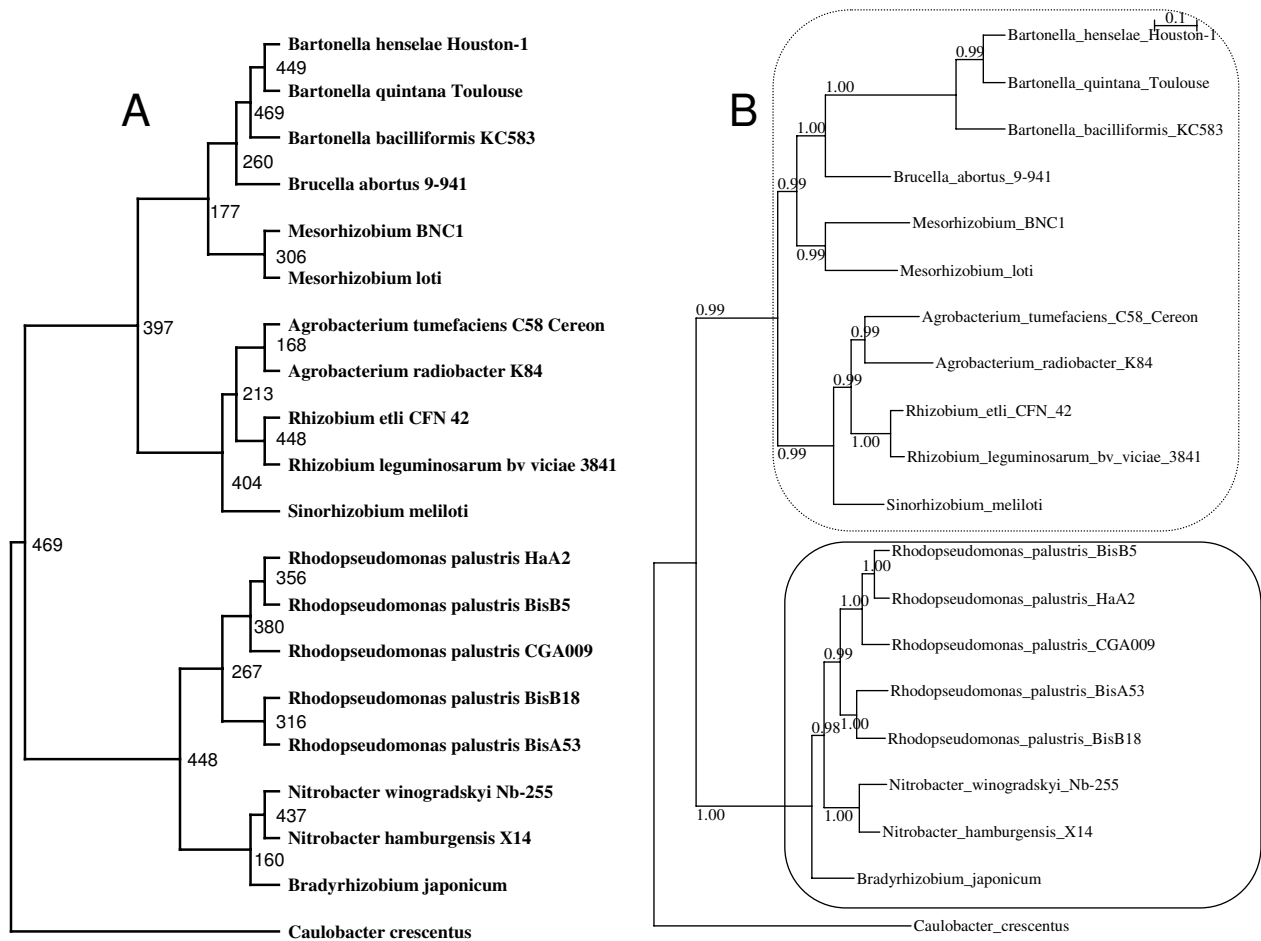 A
Bartonella henselae Houston-1
449
Bartonella quintana Toulouse
469
Bartonella bacilliformis KC583
260
Brucella abortus 9-941
177
Mesorhizobium BNC1
306
Mesorhizobium loti
397
Agrobacterium tumefaciens C58 Cereon
168
Agrobacterium radiobacter K84
213
Rhizobium etli CFN 42
448
Rhizobium leguminosarum bv viciae 3841
404
Sinorhizobium meliloti
469
Rhodopseudomonas palustris HaA2
356
Rhodopseudomonas palustris BisB5
380
Rhodopseudomonas palustris CGA009
267
Rhodopseudomonas palustris BisB18
316
Rhodopseudomonas palustris BisA53
448
Nitrobacter winogradskyi Nb-255
437
Nitrobacter hamburgensis X14
160
Bradyrhizobium japonicum
Caulobacter crescentus
B
0.1
Bartonella_henselae_Houston-1
0.99
Bartonella_quintana_Toulouse
1.00
Bartonella_bacilliformis_KC583
1.00
Brucella_abortus_9-941
0.99
Mesorhizobium_BNC1
0.99
Mesorhizobium_loti
0.99
Agrobacterium_tumefaciens_C58_Cereon
0.99
Agrobacterium_radiobacter_K84
0.99
Rhizobium_etli_CFN_42
1.00
Rhizobium_leguminosarum_bv_viciae_3841
0.99
Sinorhizobium_meliloti
Rhodopseudomonas_palustris_BisB5
1.00
Rhodopseudomonas_palustris_HaA2
1.00
Rhodopseudomonas_palustris_CGA009
0.99
Rhodopseudomonas_palustris_BisA53
1.00
0.98
Rhodopseudomonas_palustris_BisB18
Nitrobacter_winogradskyi_Nb-255
1.00
1.00
Nitrobacter_hamburgensis_X14
Bradyrhizobium_japonicum
Caulobacter_crescentus